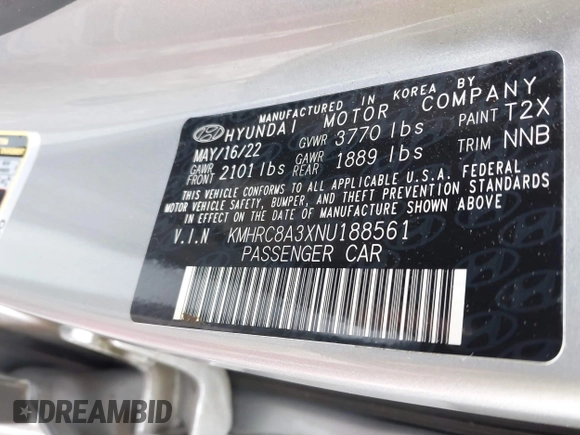 MANUFACTURED IN KOREA BY
HYUNDAI MOTOR COMPANY
MAY/16/22 GVWR 3770 lbs PAINT T2X
GAWR FRONT 2101 lbs GAWR REAR 1889 lbs TRIM NNB
THIS VEHICLE CONFORMS TO ALL APPLICABLE U.S.A. FEDERAL
MOTOR VEHICLE SAFETY, BUMPER, AND THEFT PREVENTION STANDARDS
IN EFFECT ON THE DATE OF MANUFACTURE SHOWN ABOVE
V.I.N KMHRC8A3XNU188561
PASSENGER CAR
DREAMBID